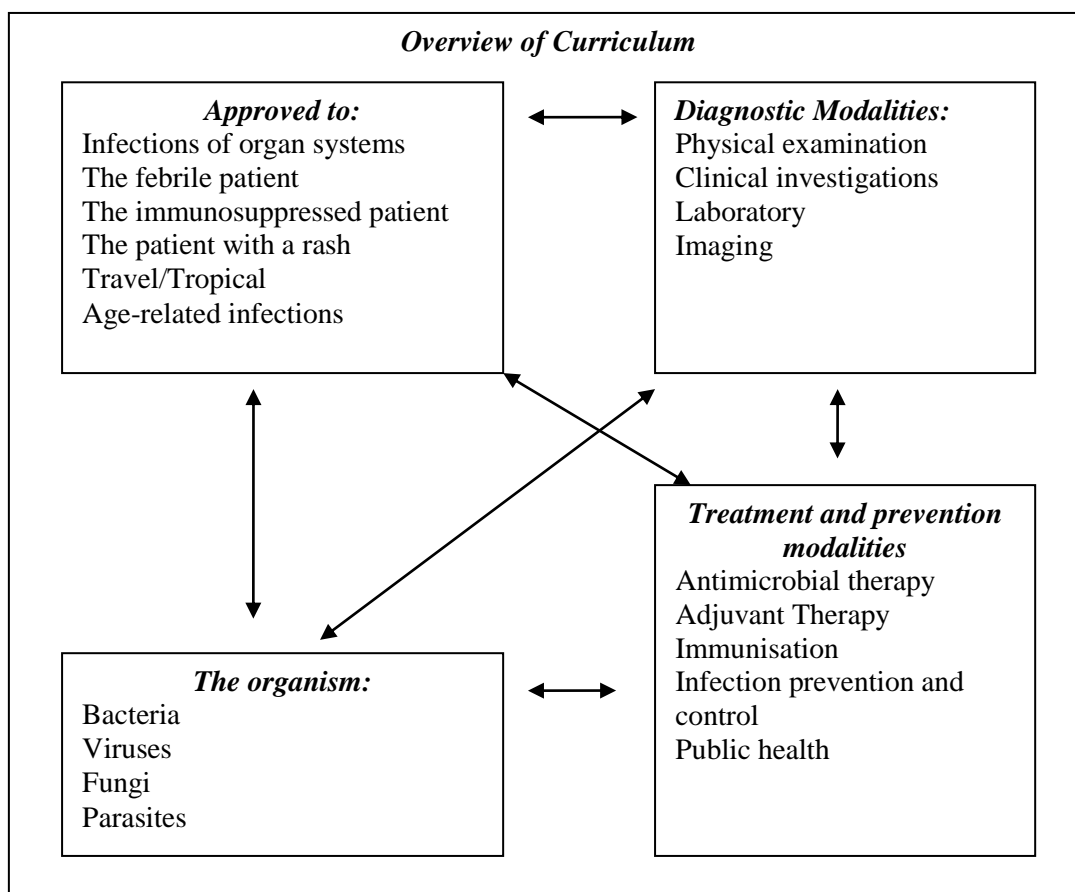 Overview of Curriculum
Approved to:
Infections of organ systems
The febrile patient
The immunosuppressed patient
The patient with a rash
Travel/Tropical
Age-related infections
Diagnostic Modalities:
Physical examination
Clinical investigations
Laboratory
Imaging
The organism:
Bacteria
Viruses
Fungi
Parasites
Treatment and prevention
modalities
Antimicrobial therapy
Adjuvant Therapy
Immunisation
Infection prevention and
control
Public health